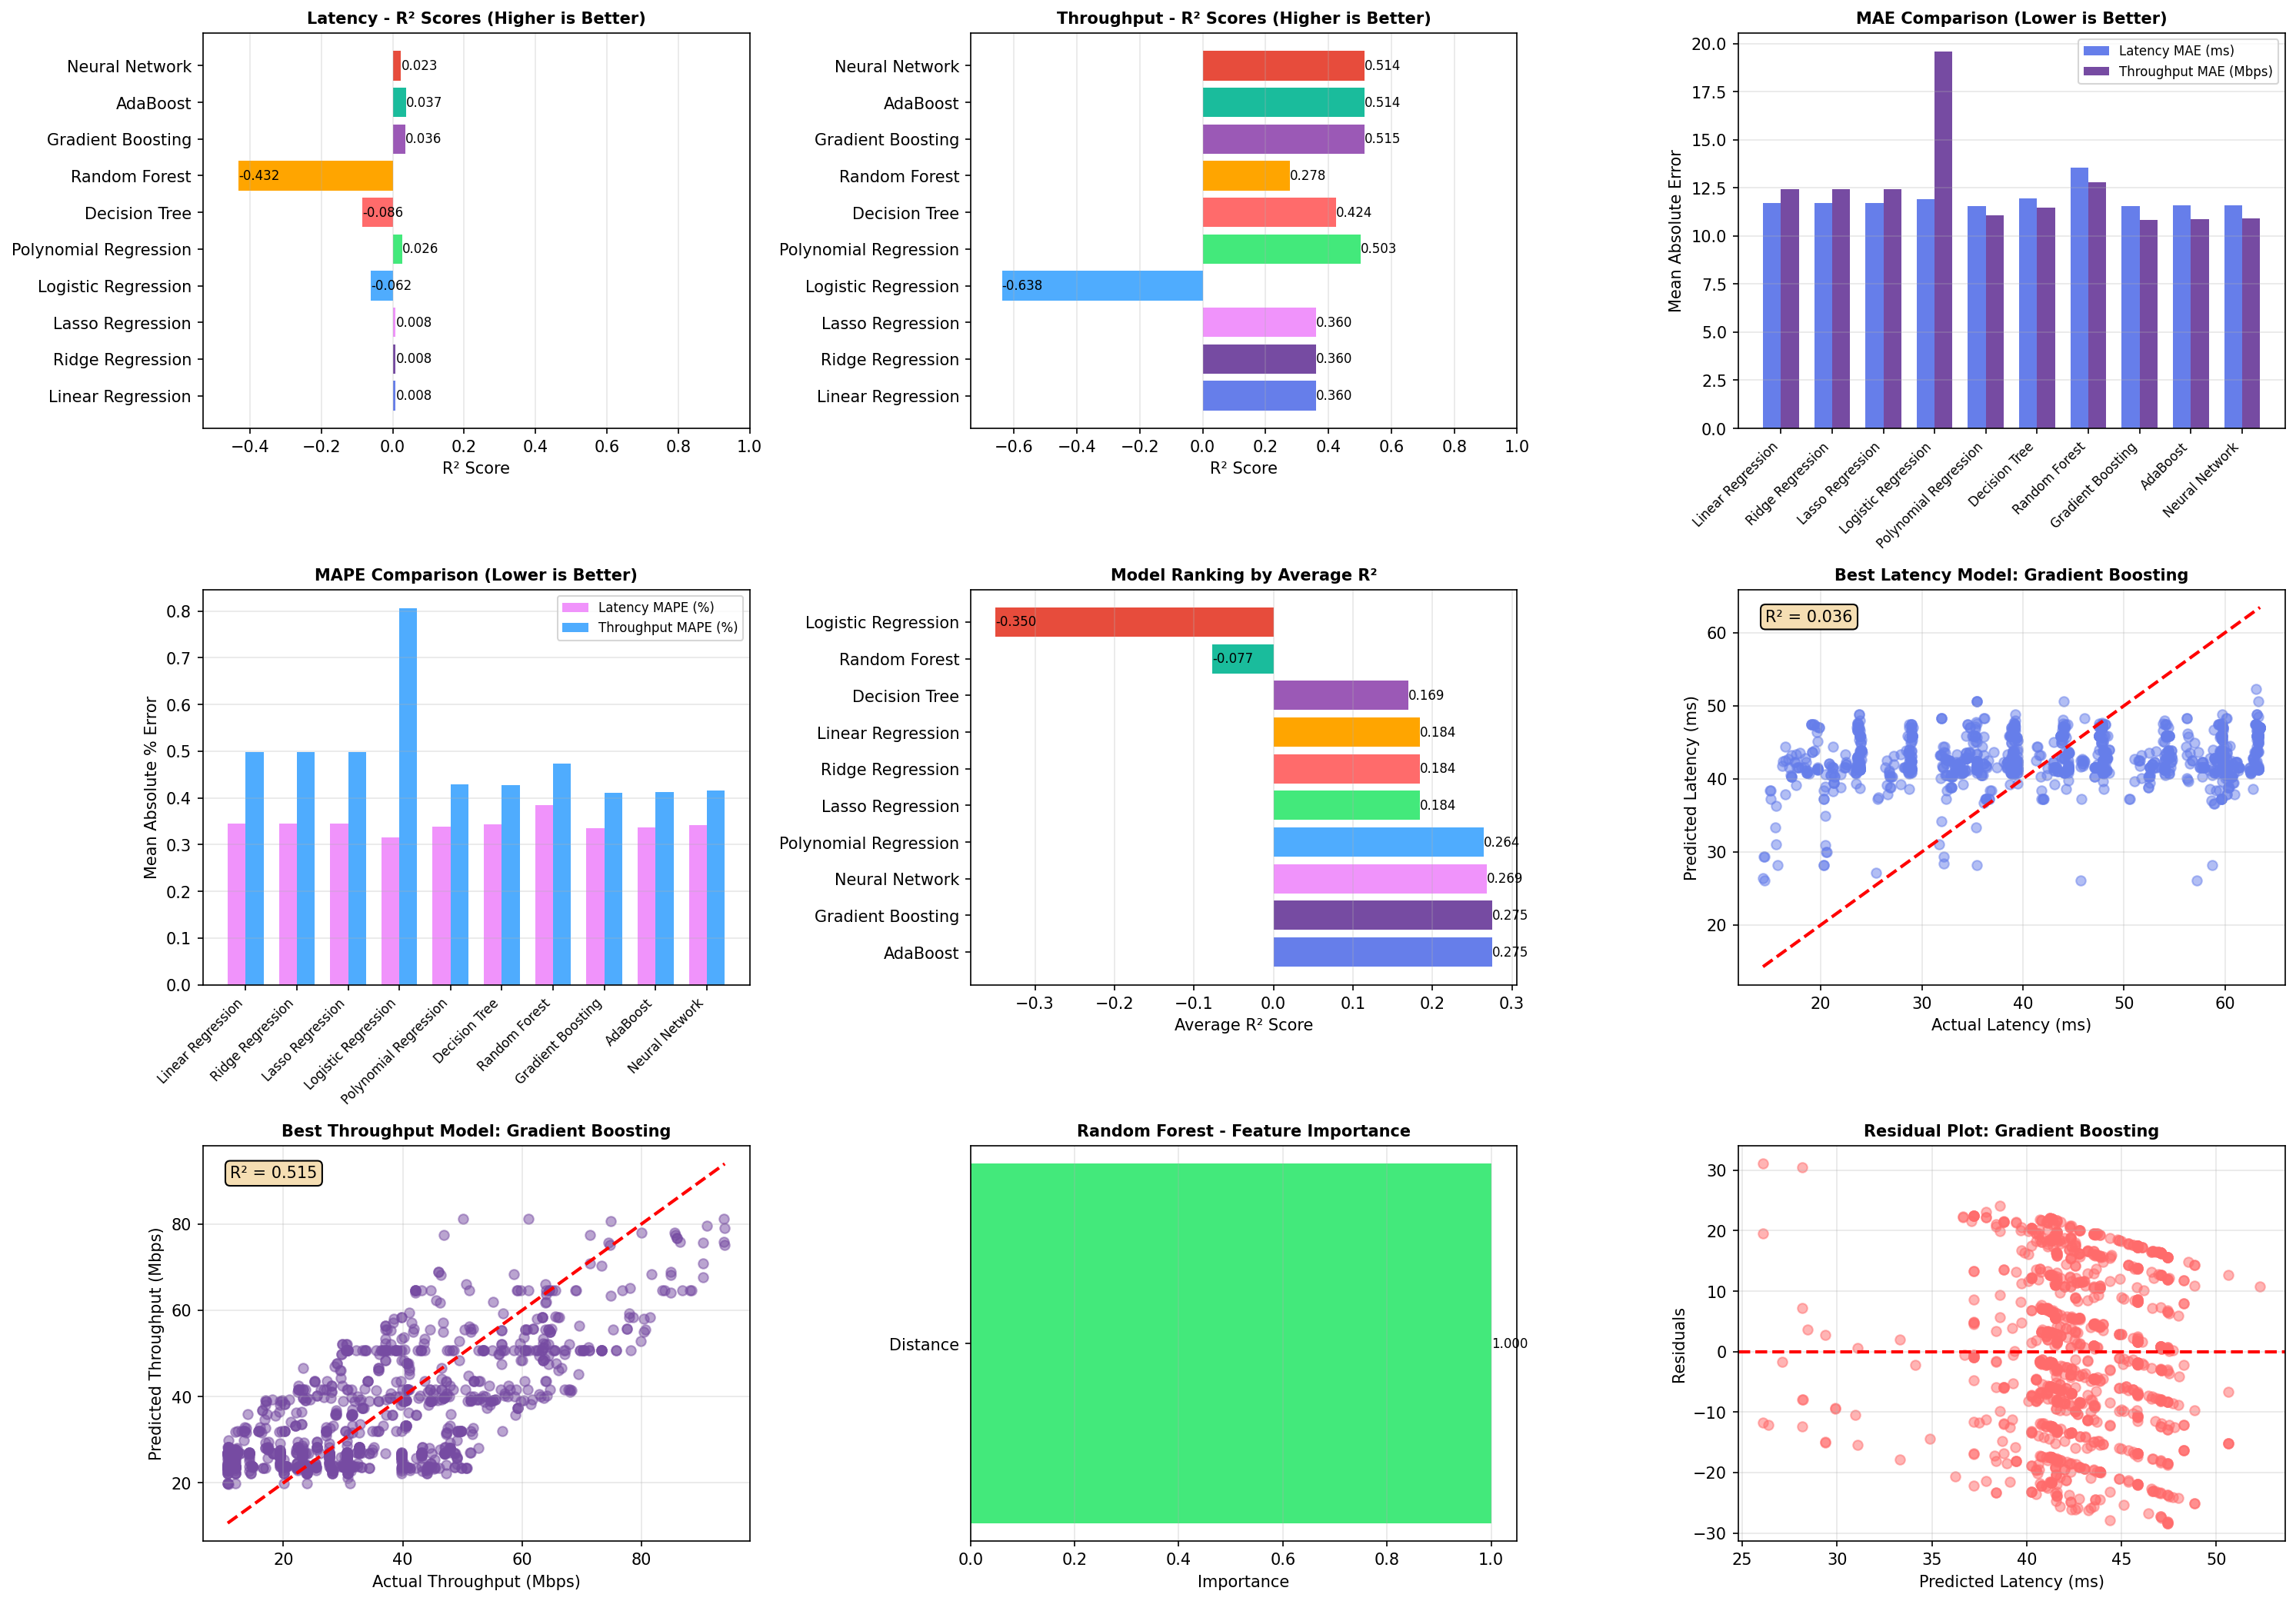 Latency - R² Scores (Higher is Better)
Neural Network
AdaBoost
Gradient Boosting
Random Forest
Decision Tree
Polynomial Regression
Logistic Regression
Lasso Regression
Ridge Regression
Linear Regression
0.023
0.037
0.036
-0.432
-0.086
0.026
-0.062
0.008
0.008
0.008
−0.4 −0.2 0.0 0.2 0.4 0.6 0.8 1.0
R² Score
Throughput - R² Scores (Higher is Better)
Neural Network
AdaBoost
Gradient Boosting
Random Forest
Decision Tree
Polynomial Regression
Logistic Regression
Lasso Regression
Ridge Regression
Linear Regression
0.514
0.514
0.515
0.278
0.424
0.503
-0.638
0.360
0.360
0.360
−0.6 −0.4 −0.2 0.0 0.2 0.4 0.6 0.8 1.0
R² Score
MAE Comparison (Lower is Better)
Latency MAE (ms)
Throughput MAE (Mbps)
Mean Absolute Error
20.0
17.5
15.0
12.5
10.0
7.5
5.0
2.5
0.0
Linear Regression
Ridge Regression
Lasso Regression
Logistic Regression
Polynomial Regression
Decision Tree
Random Forest
Gradient Boosting
AdaBoost
Neural Network
MAPE Comparison (Lower is Better)
Latency MAPE (%)
Throughput MAPE (%)
Mean Absolute % Error
0.8
0.7
0.6
0.5
0.4
0.3
0.2
0.1
0.0
Linear Regression
Ridge Regression
Lasso Regression
Logistic Regression
Polynomial Regression
Decision Tree
Random Forest
Gradient Boosting
AdaBoost
Neural Network
Model Ranking by Average R²
Logistic Regression
Random Forest
Decision Tree
Linear Regression
Ridge Regression
Lasso Regression
Polynomial Regression
Neural Network
Gradient Boosting
AdaBoost
-0.350
-0.077
0.169
0.184
0.184
0.184
0.264
0.269
0.275
0.275
−0.3 −0.2 −0.1 0.0 0.1 0.2 0.3
Average R² Score
Best Latency Model: Gradient Boosting
R² = 0.036
Predicted Latency (ms)
60
50
40
30
20
20 30 40 50 60
Actual Latency (ms)
Best Throughput Model: Gradient Boosting
R² = 0.515
Predicted Throughput (Mbps)
80
60
40
20
20 40 60 80
Actual Throughput (Mbps)
Random Forest - Feature Importance
Distance
1.000
0.0 0.2 0.4 0.6 0.8 1.0
Importance
Residual Plot: Gradient Boosting
Residuals
30
20
10
0
−10
−20
−30
25 30 35 40 45 50
Predicted Latency (ms)